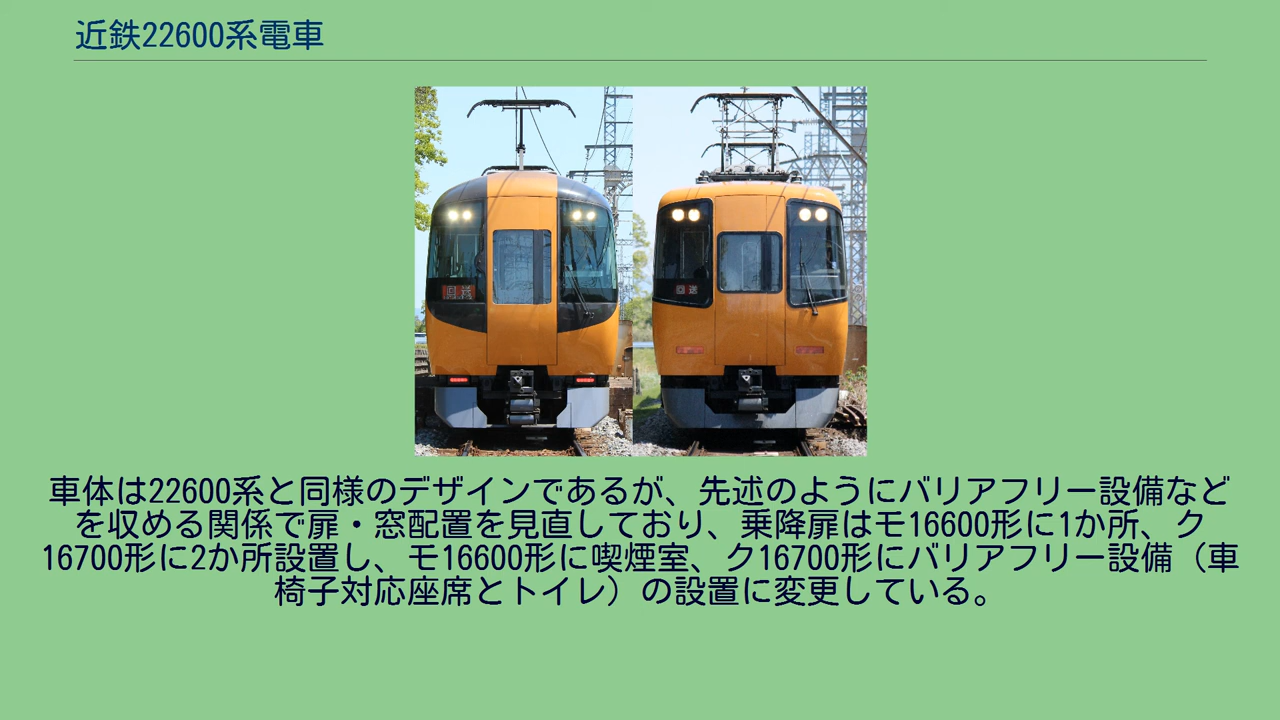 近鉄22600系電車
回送
回送
車体は22600系と同様のデザインであるが、先述のようにバリアフリー設備など
を収める関係で扉・窓配置を見直しており、乗降扉はモ16600形に1か所、ク
16700形に2か所設置し、モ16600形に喫煙室、ク16700形にバリアフリー設備（車
椅子対応座席とトイレ）の設置に変更している。